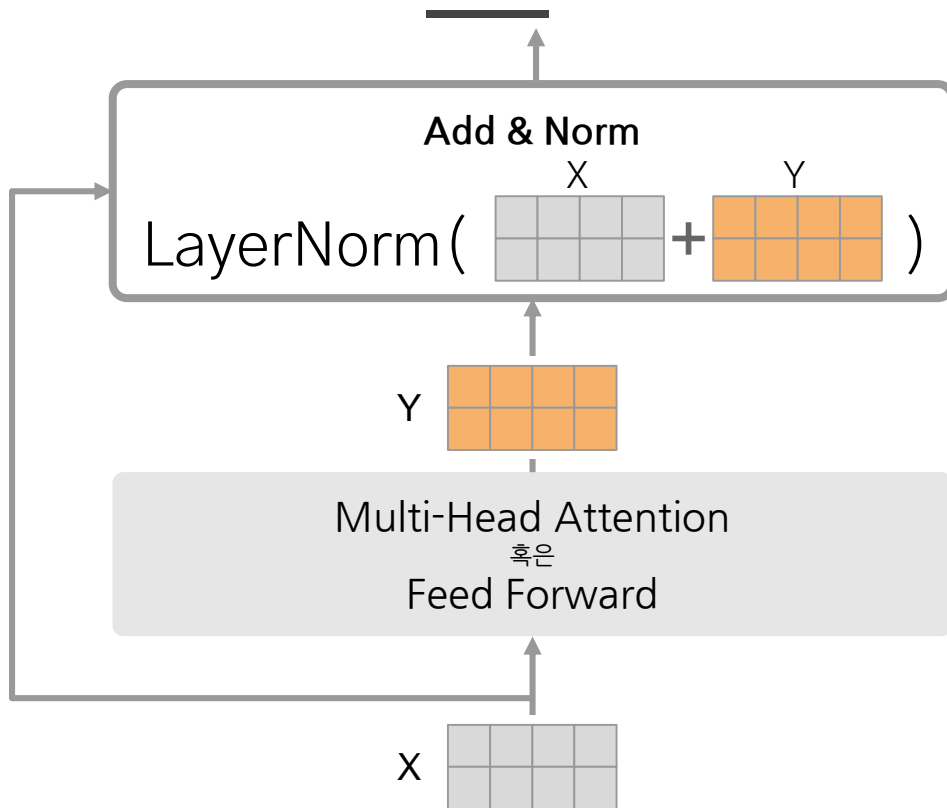 Add & Norm
X Y
LayerNorm( + )
Y
Multi-Head Attention
혹은
Feed Forward
X